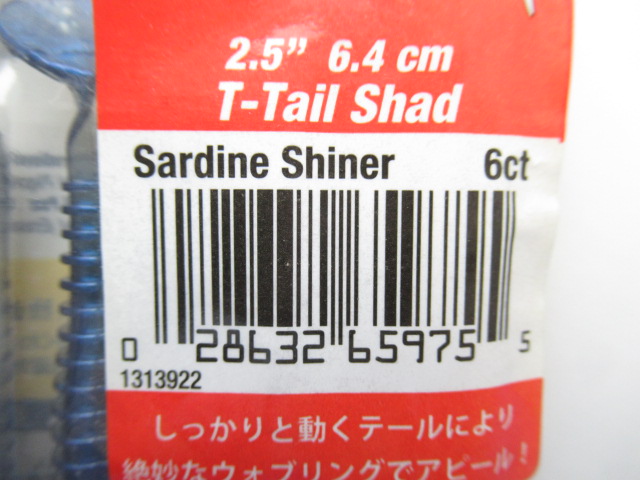 2.5” 6.4 cm
T-Tail Shad
Sardine Shiner 6ct
0 28632 65975 5
1313922
しっかりと動くテールにより
絶妙なウォブリングでアピール！